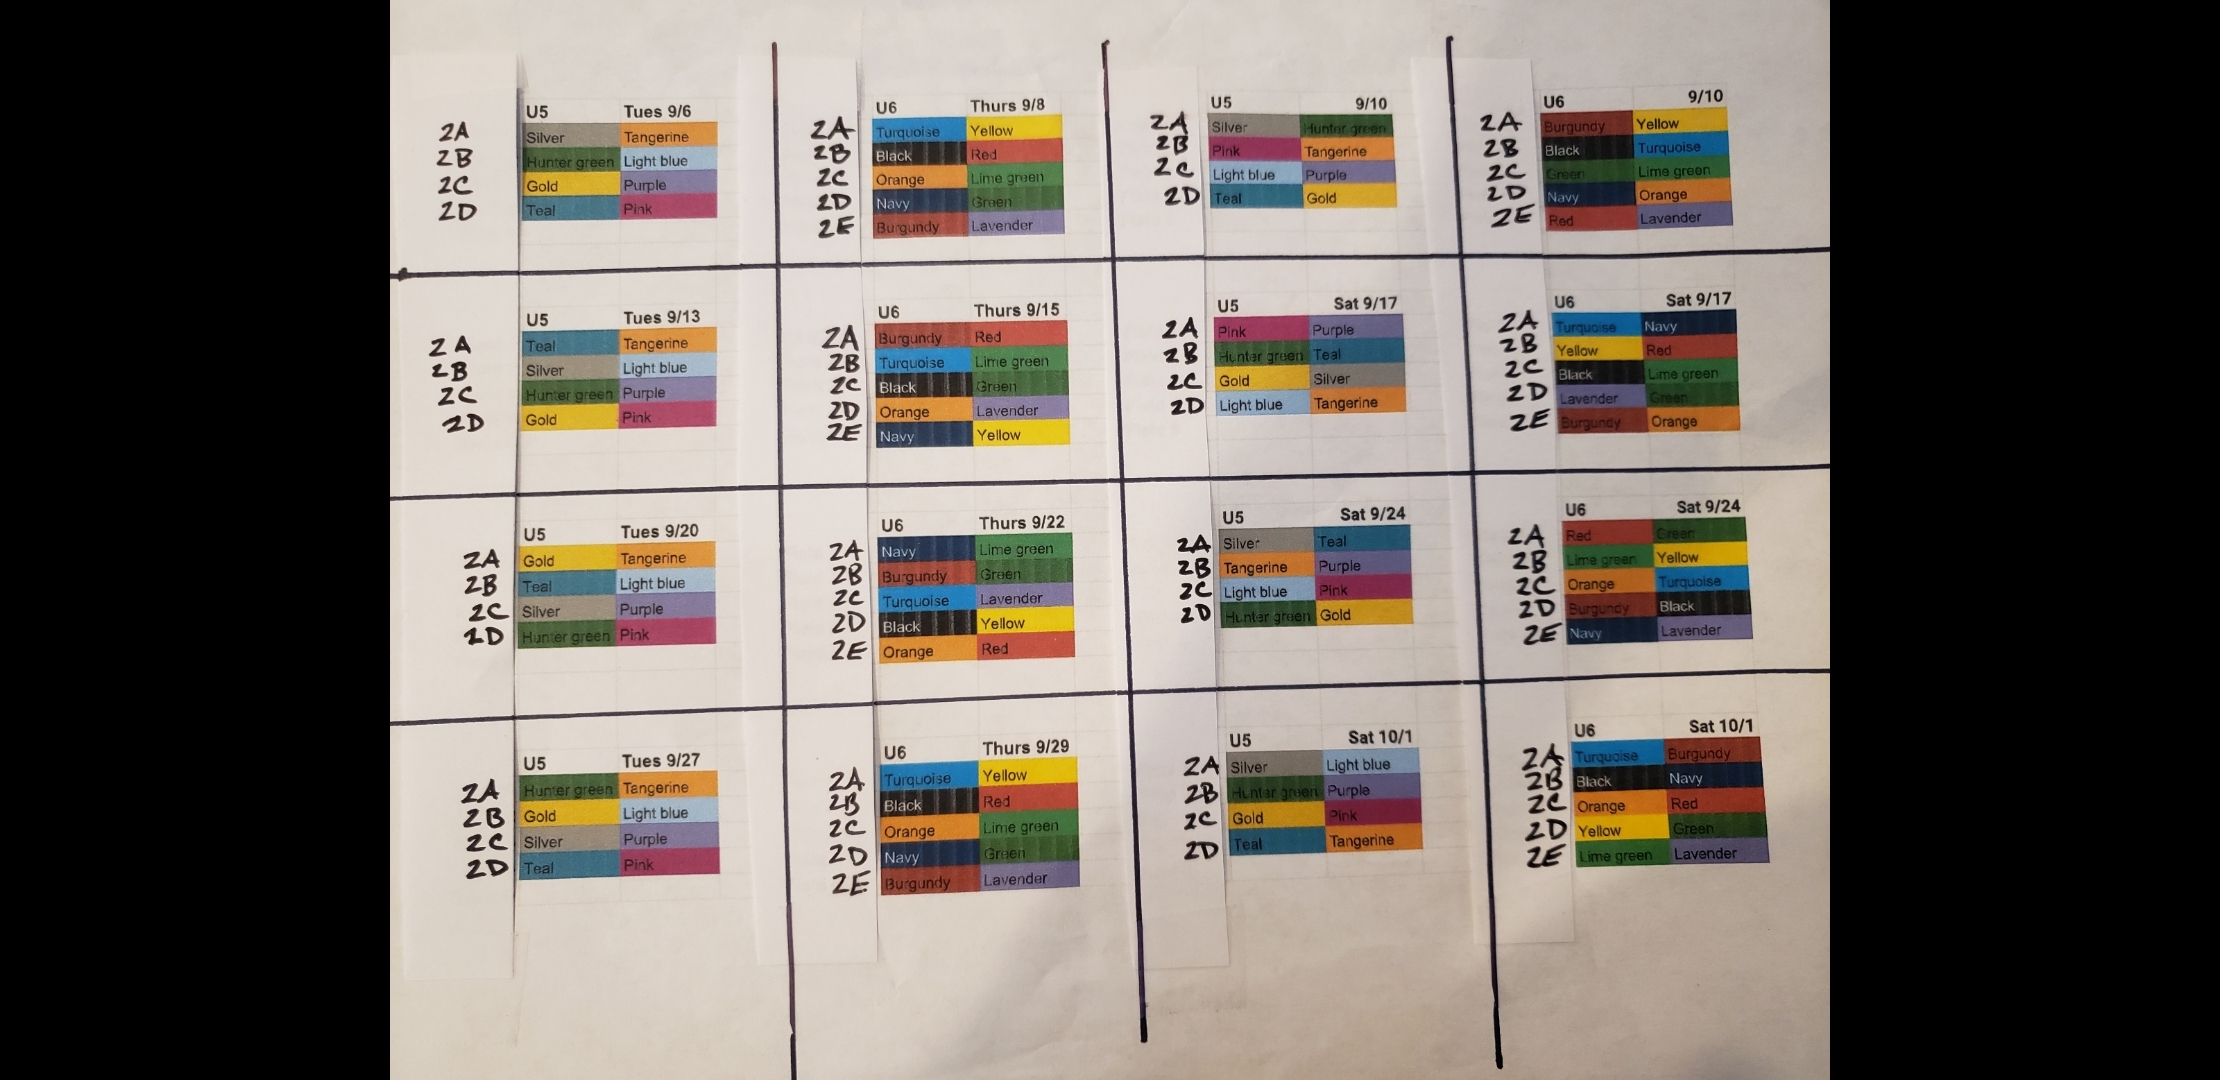 U5 Tues 9/6
2A Silver Tangerine
2B Hunter green Light blue
2C Gold Purple
2D Teal Pink
U6 Thurs 9/8
2A Turquoise Yellow
2B Black Red
2C Orange Lime green
2D Navy Green
2E Burgundy Lavender
U5 9/10
2A Silver Hunter green
2B Pink Tangerine
2C Light blue Purple
2D Teal Gold
U6 9/10
2A Burgundy Yellow
2B Black Turquoise
2C Green Lime green
2D Navy Orange
2E Red Lavender
U5 Tues 9/13
2A Teal Tangerine
2B Silver Light blue
2C Hunter green Purple
2D Gold Pink
U6 Thurs 9/15
2A Burgundy Red
2B Turquoise Lime green
2C Black Green
2D Orange Lavender
2E Navy Yellow
U5 Sat 9/17
2A Pink Purple
2B Hunter green Teal
2C Gold Silver
2D Light blue Tangerine
U6 Sat 9/17
2A Turquoise Navy
2B Yellow Red
2C Black Lime green
2D Lavender Green
2E Burgundy Orange
U5 Tues 9/20
2A Gold Tangerine
2B Teal Light blue
2C Silver Purple
2D Hunter green Pink
U6 Thurs 9/22
2A Navy Lime green
2B Burgundy Green
2C Turquoise Lavender
2D Black Yellow
2E Orange Red
U5 Sat 9/24
2A Silver Teal
2B Tangerine Purple
2C Light blue Pink
2D Hunter green Gold
U6 Sat 9/24
2A Red Green
2B Lime green Yellow
2C Orange Turquoise
2D Burgundy Black
2E Navy Lavender
U5 Tues 9/27
2A Hunter green Tangerine
2B Gold Light blue
2C Silver Purple
2D Teal Pink
U6 Thurs 9/29
2A Turquoise Yellow
2B Black Red
2C Orange Lime green
2D Navy Green
2E Burgundy Lavender
U5 Sat 10/1
2A Silver Light blue
2B Hunter green Purple
2C Gold Pink
2D Teal Tangerine
U6 Sat 10/1
2A Turquoise Burgundy
2B Black Navy
2C Orange Red
2D Yellow Green
2E Lime green Lavender